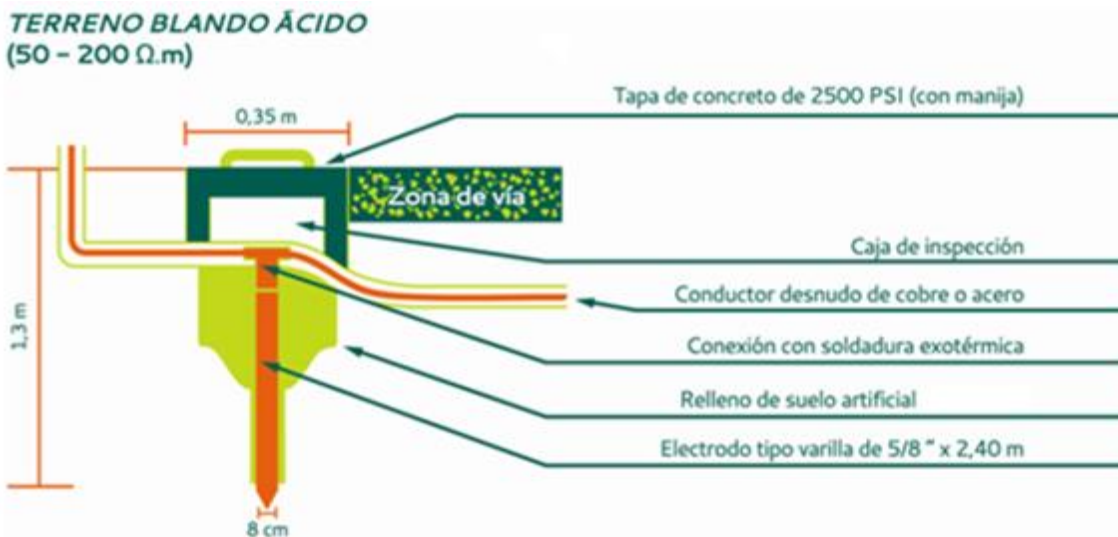 TERRENO BLANDO ÁCIDO
(50 – 200 Ω.m)
0,35 m
Tapa de concreto de 2500 PSI (con manija)
Zona de vía
Caja de inspección
Conductor desnudo de cobre o acero
1,3 m
Conexión con soldadura exotérmica
Relleno de suelo artificial
Electrodo tipo varilla de 5/8 " x 2,40 m
8 cm